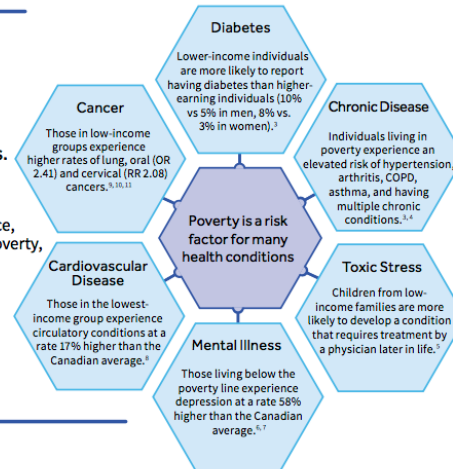 Diabetes
Lower-income individuals
are more likely to report
having diabetes than higher-
earning individuals (10%
vs 5% in men, 8% vs.
3% in women).³
Cancer
Those in low-income
groups experience
higher rates of lung, oral (OR
2.41) and cervical (RR 2.08)
cancers.⁹,¹⁰,¹¹
Chronic Disease
Individuals living in
poverty experience an
elevated risk of hypertension,
arthritis, COPD,
asthma, and having
multiple chronic
conditions.³,⁴
s.
ce,
overty,
Poverty is a risk
factor for many
health conditions
Cardiovascular
Disease
Those in the lowest-
income group experience
circulatory conditions at a
rate 17% higher than the
Canadian average.⁸
Toxic Stress
Children from low-
income families are more
likely to develop a condition
that requires treatment by
a physician later in life.⁵
Mental Illness
Those living below the
poverty line experience
depression at a rate 58%
higher than the Canadian
average.⁶,⁷